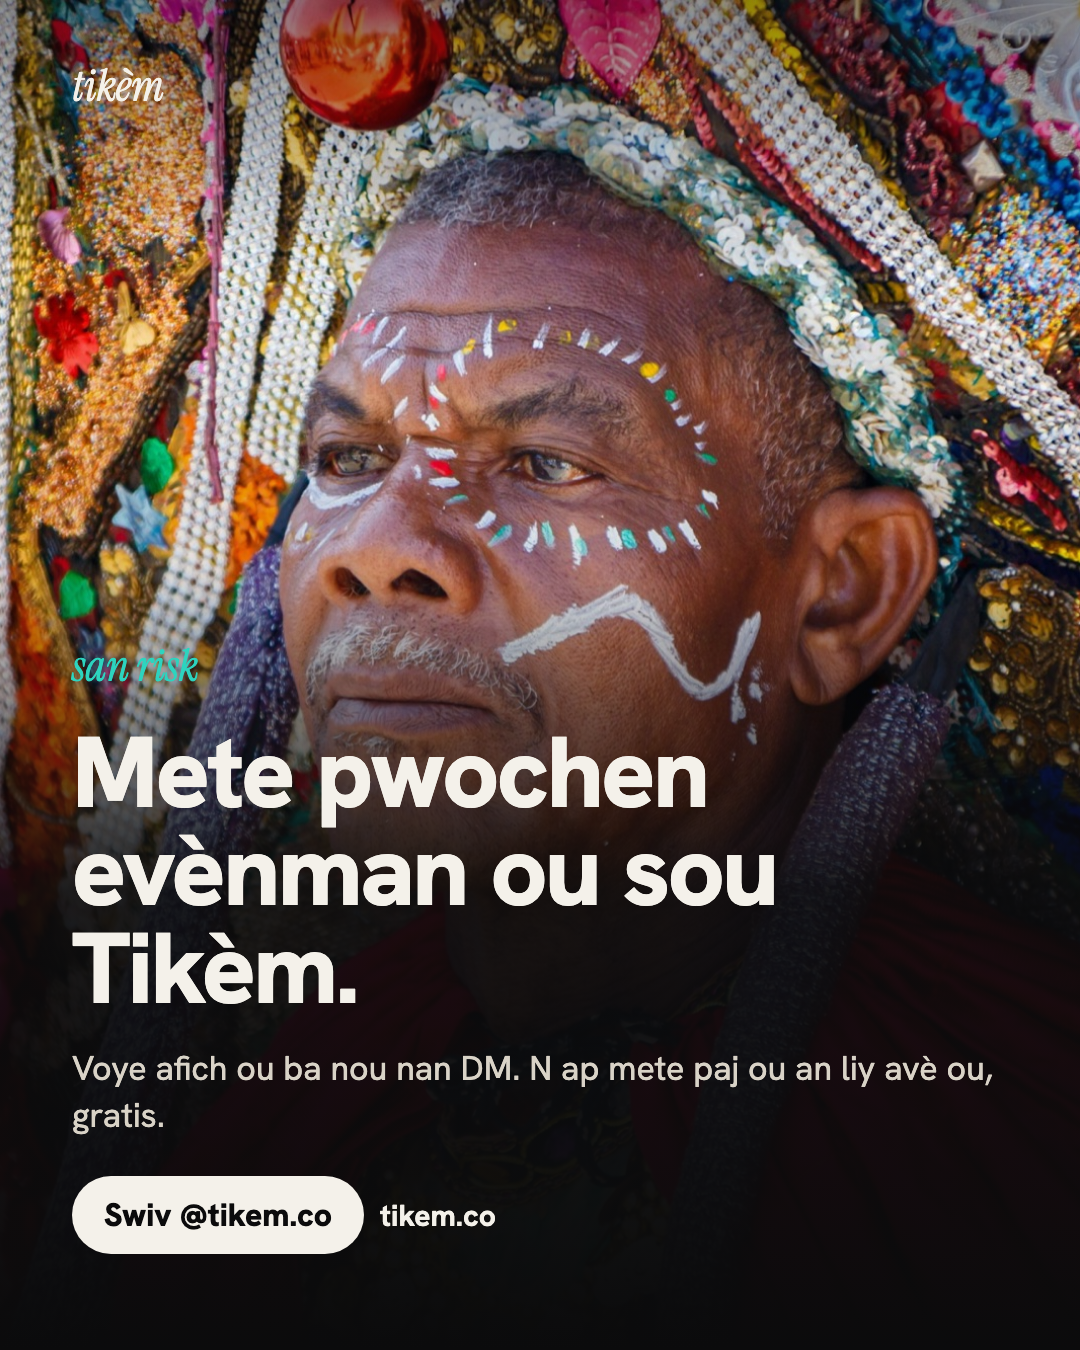 tikèm
san risk
Mete pwochen
evènman ou sou
Tikèm.
Voye afich ou ba nou nan DM. N ap mete paj ou an liy avè ou,
gratis.
Swiv @tikem.co
tikem.co